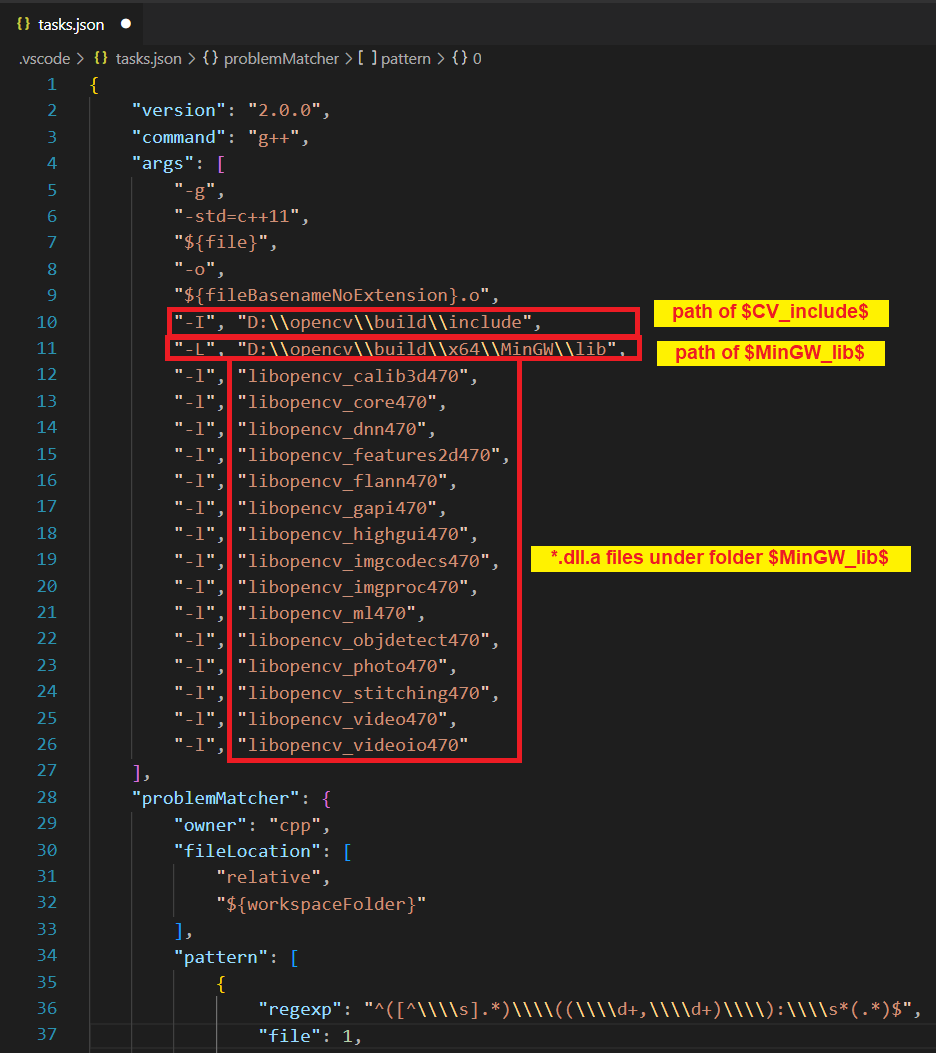 {} tasks.json ●
.vscode > {} tasks.json > {} problemMatcher > [ ] pattern > {} 0
1 {
2 "version": "2.0.0",
3 "command": "g++",
4 "args": [
5 "-g",
6 "-std=c++11",
7 "${file}",
8 "-o",
9 "${fileBasenameNoExtension}.o",
10 "-I", "D:\\opencv\\build\\include", path of $CV_include$
11 "-L", "D:\\opencv\\build\\x64\\MinGW\\lib", path of $MinGW_lib$
12 "-l", "libopencv_calib3d470",
13 "-l", "libopencv_core470",
14 "-l", "libopencv_dnn470",
15 "-l", "libopencv_features2d470",
16 "-l", "libopencv_flann470",
17 "-l", "libopencv_gapi470",
18 "-l", "libopencv_highgui470",
19 "-l", "libopencv_imgcodecs470", *.dll.a files under folder $MinGW_lib$
20 "-l", "libopencv_imgproc470",
21 "-l", "libopencv_ml470",
22 "-l", "libopencv_objdetect470",
23 "-l", "libopencv_photo470",
24 "-l", "libopencv_stitching470",
25 "-l", "libopencv_video470",
26 "-l", "libopencv_videoio470"
27 ],
28 "problemMatcher": {
29 "owner": "cpp",
30 "fileLocation": [
31 "relative",
32 "${workspaceFolder}"
33 ],
34 "pattern": [
35 {
36 "regexp": "^([^\\\\s].*)\\\\((\\\\d+,\\\\d+)\\\\):\\\\s*(.*)$",
37 "file": 1,